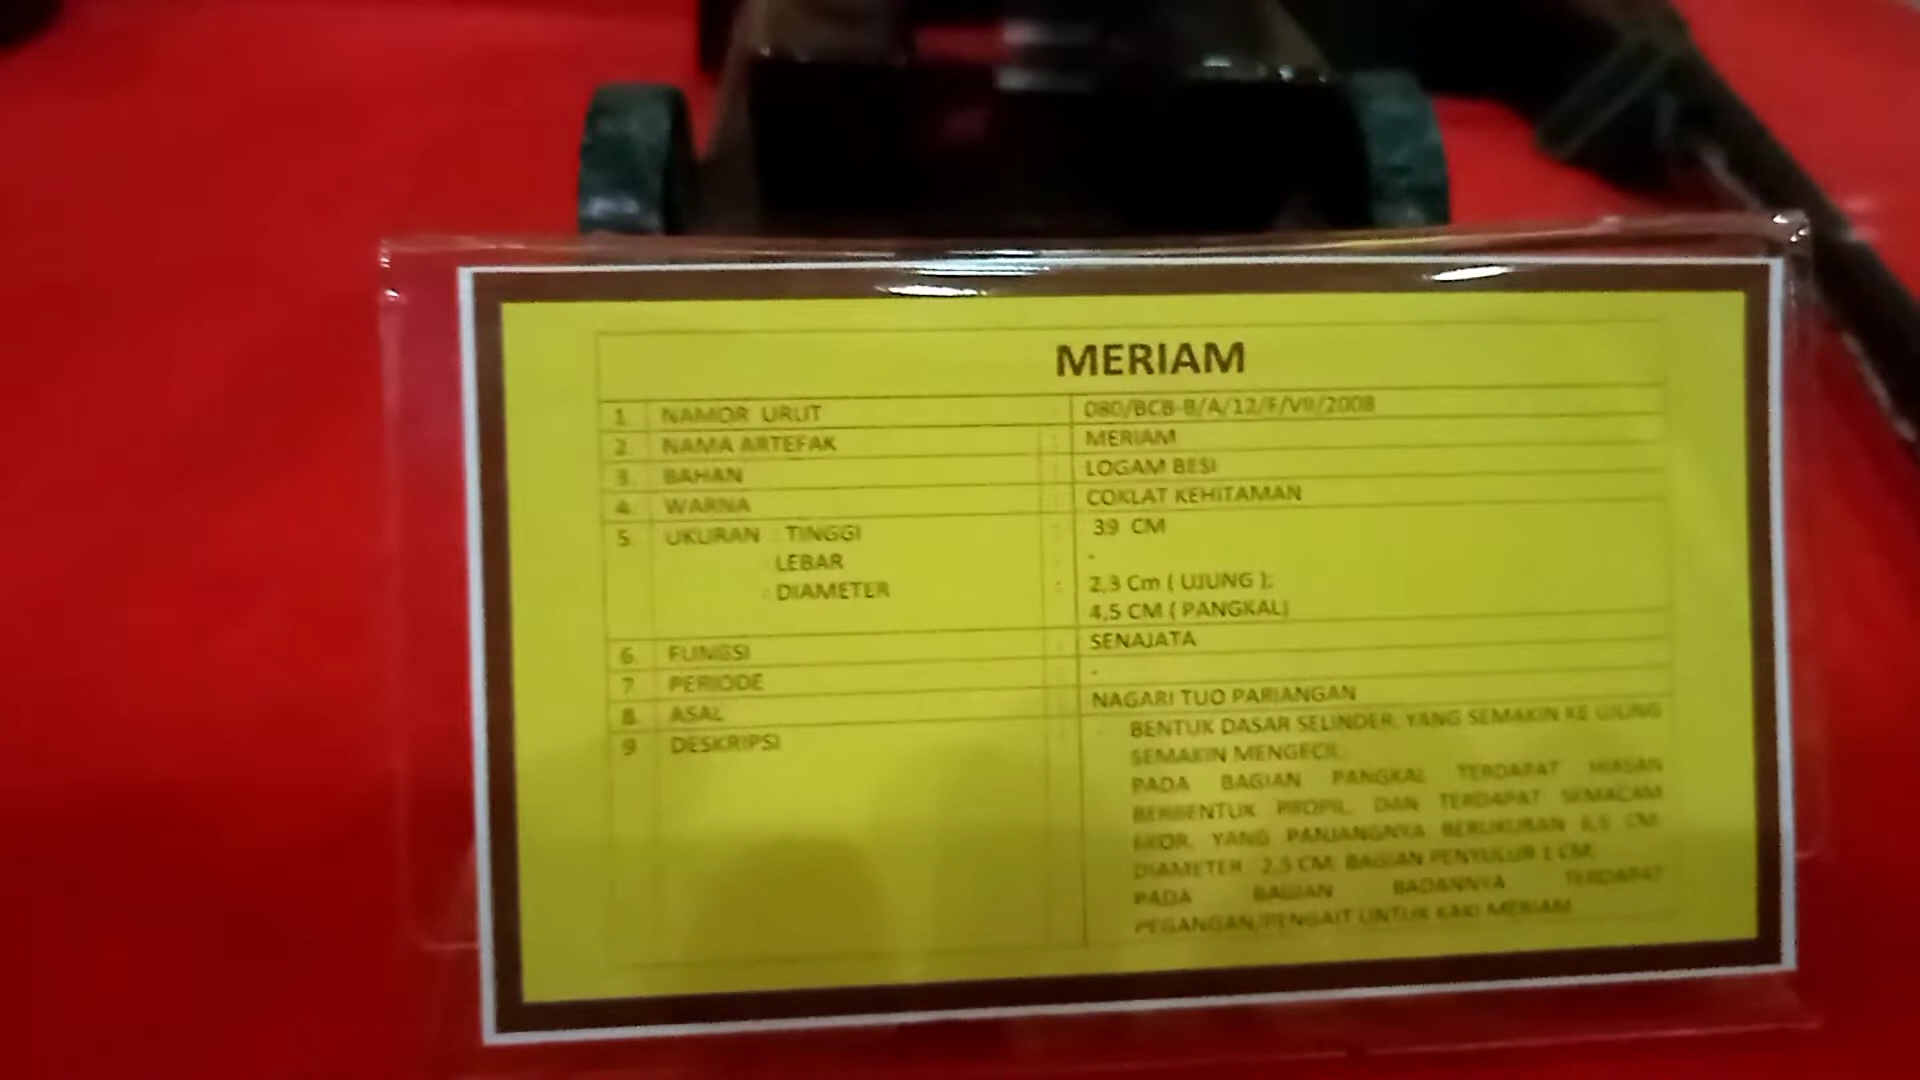 MERIAM
1. NAMOR URUT : 080/BCB-B/A/12/F/VII/2008
2. NAMA ARTEFAK : MERIAM
3. BAHAN : LOGAM BESI
4. WARNA : COKLAT KEHITAMAN
5. UKURAN : TINGGI : 39 CM
LEBAR : -
: DIAMETER : 2,3 Cm ( UJUNG );
4,5 CM ( PANGKAL)
6. FUNGSI : SENAJATA
7. PERIODE : -
8. ASAL : NAGARI TUO PARIANGAN
9 DESKRIPSI : - BENTUK DASAR SELINDER, YANG SEMAKIN KE UJUNG
SEMAKIN MENGECIL.
PADA BAGIAN PANGKAL TERDAPAT HIASAN
BERBENTUK PROPIL, DAN TERDAPAT SEMACAM
EKOR, YANG PANJANGNYA BERUKURAN 6,5 CM,
DIAMETER 2,5 CM, BAGIAN PENYULUR 1 CM,
PADA BAGIAN BADANNYA TERDAPAT
PEGANGAN/PENGAIT UNTUK KAKI MERIAM